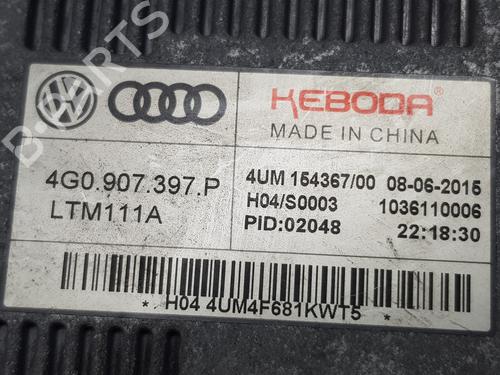 KEBODA
MADE IN CHINA
4G0.907.397.P
LTM111A
4UM 154367/00 08-06-2015
H04/S0003 1036110006
PID:02048 22:18:30
* H04 4UM4F681KWT5 *
B-PARTS